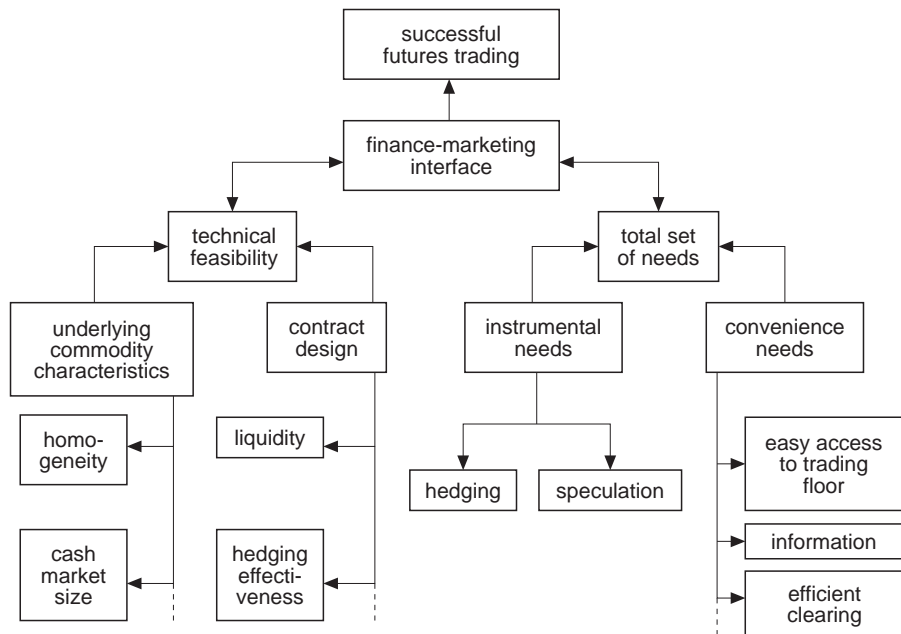 successful
futures trading
finance-marketing
interface
technical
feasibility
total set
of needs
underlying
commodity
characteristics
contract
design
instrumental
needs
convenience
needs
homo-
geneity
liquidity
hedging
speculation
easy access
to trading
floor
cash
market
size
hedging
effecti-
veness
information
efficient
clearing